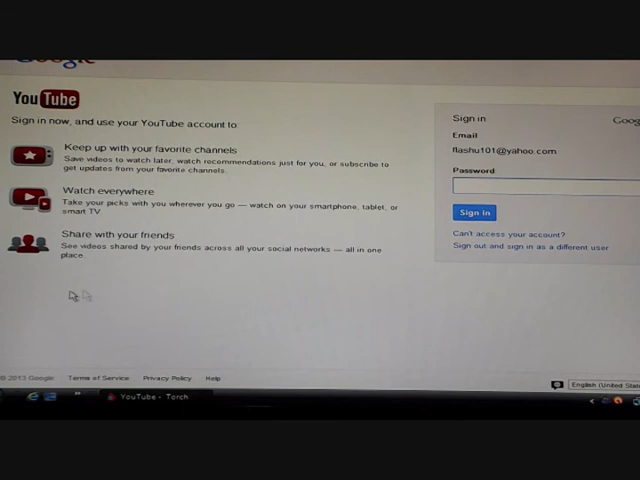 Google
YouTube
Sign in now, and use your YouTube account to:
Keep up with your favorite channels
Save videos to watch later, watch recommendations just for you, or subscribe to
get updates from your favorite channels.
Watch everywhere
Take your picks with you wherever you go — watch on your smartphone, tablet, or
smart TV
Share with your friends
See videos shared by your friends across all your social networks — all in one
place.
Sign in Goog
Email
flashu101@yahoo.com
Password
Sign in
Can't access your account?
Sign out and sign in as a different user
© 2013 Google Terms of Service Privacy Policy Help
English (United State
YouTube - Torch